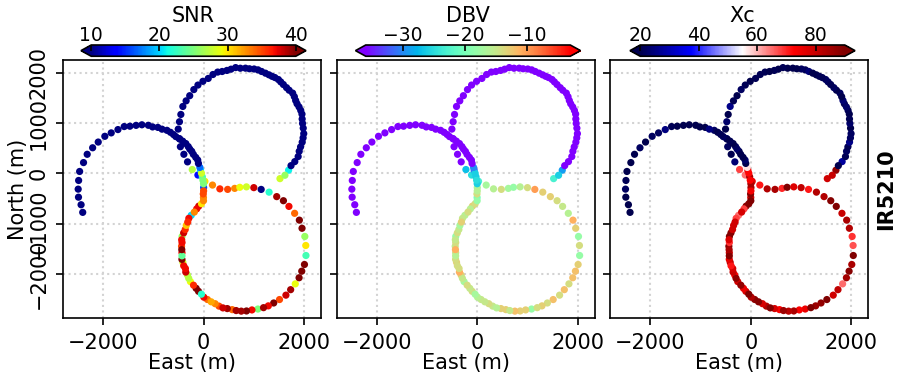 SNR
DBV
Xc
10 20 30 40
−30 −20 −10
20 40 60 80
North (m)
2000
1000
0
−1000
−2000
IR5210
−2000 0 2000
−2000 0 2000
−2000 0 2000
East (m)
East (m)
East (m)